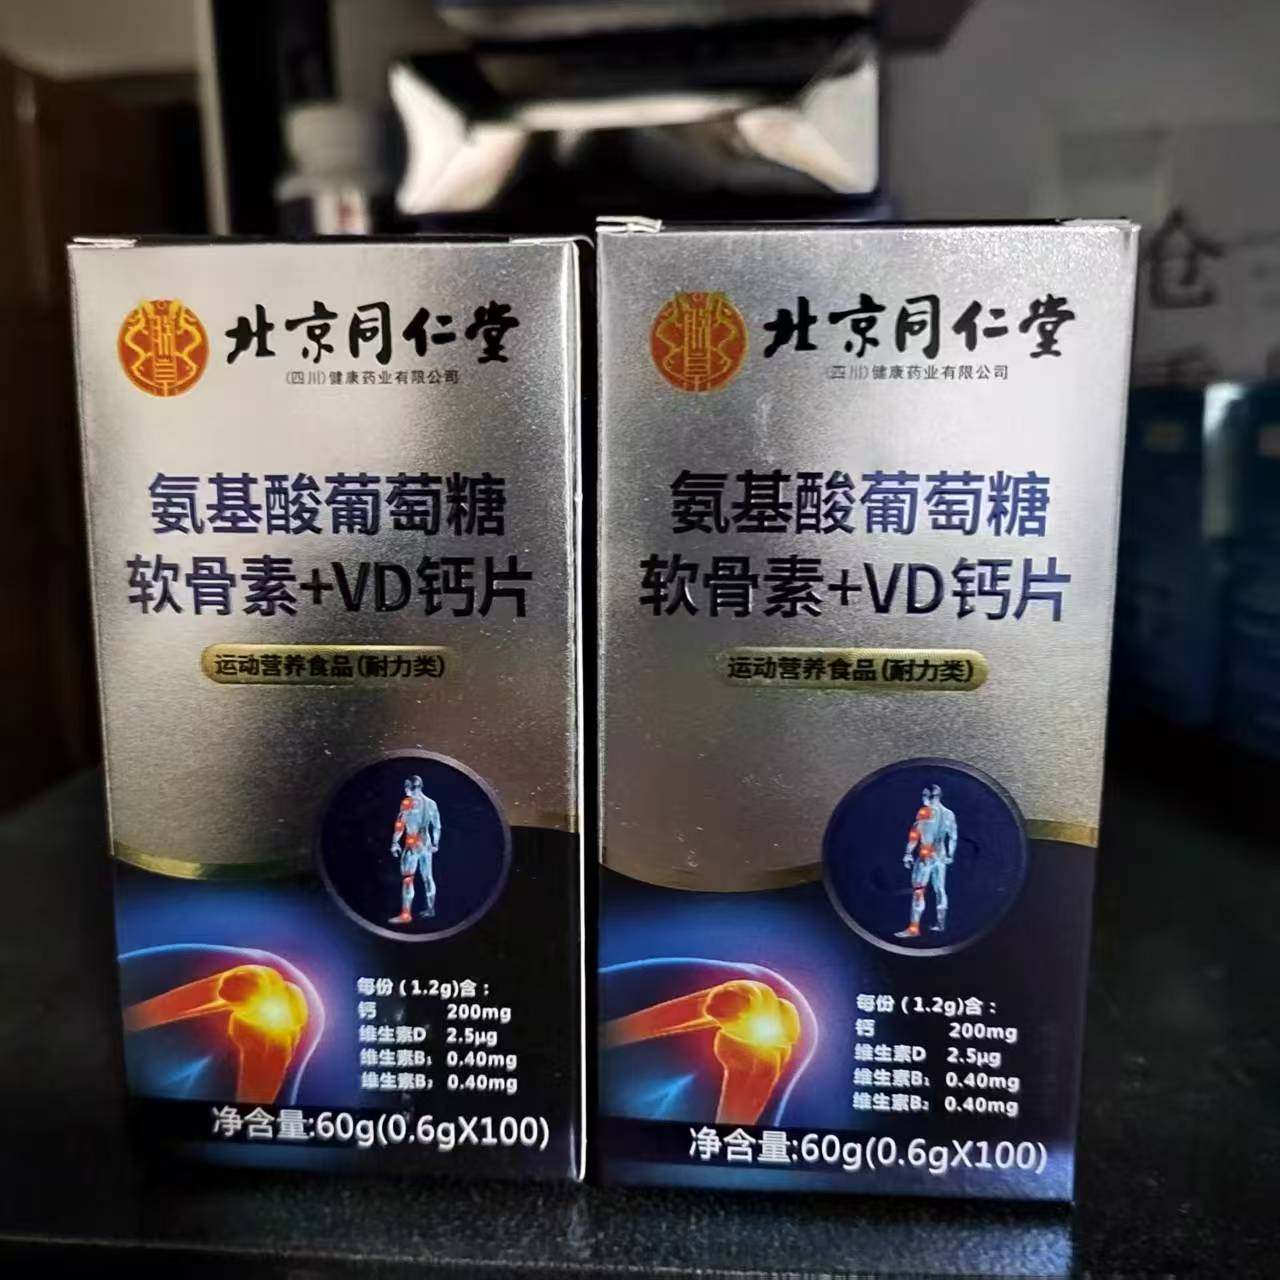 北京同仁堂
(四川)健康药业有限公司
氨基酸葡萄糖
软骨素+VD钙片
运动营养食品(耐力类)
每份(1.2g)含:
钙 200mg
维生素D 2.5μg
维生素B₁ 0.40mg
维生素B₂ 0.40mg
净含量:60g(0.6gX100)
北京同仁堂
(四川)健康药业有限公司
氨基酸葡萄糖
软骨素+VD钙片
运动营养食品(耐力类)
每份(1.2g)含:
钙 200mg
维生素D 2.5μg
维生素B₁ 0.40mg
维生素B₂ 0.40mg
净含量:60g(0.6gX100)